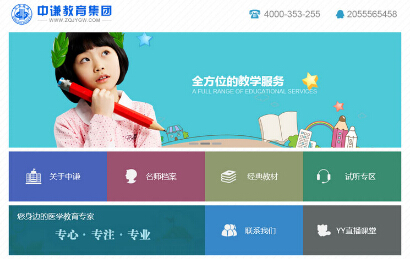 中谦教育集团
WWW.ZQJYGW.COM
4000-353-255
2055565458
全方位的教学服务
A FULL RANGE OF EDUCATIONAL SERVICES
关于中谦
名师档案
经典教材
试听专区
您身边的医学教育专家
专心·专注·专业
联系我们
YY直播课堂